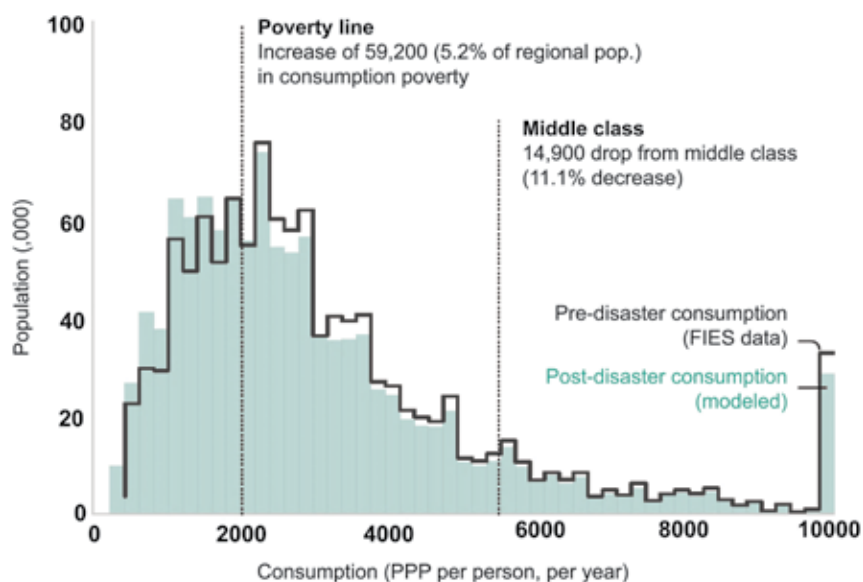 Poverty line
Increase of 59,200 (5.2% of regional pop.)
in consumption poverty
Middle class
14,900 drop from middle class
(11.1% decrease)
Pre-disaster consumption
(FIES data)
Post-disaster consumption
(modeled)
Population (,000)
100
80
60
40
20
0
0
2000
4000
6000
8000
10000
Consumption (PPP per person, per year)